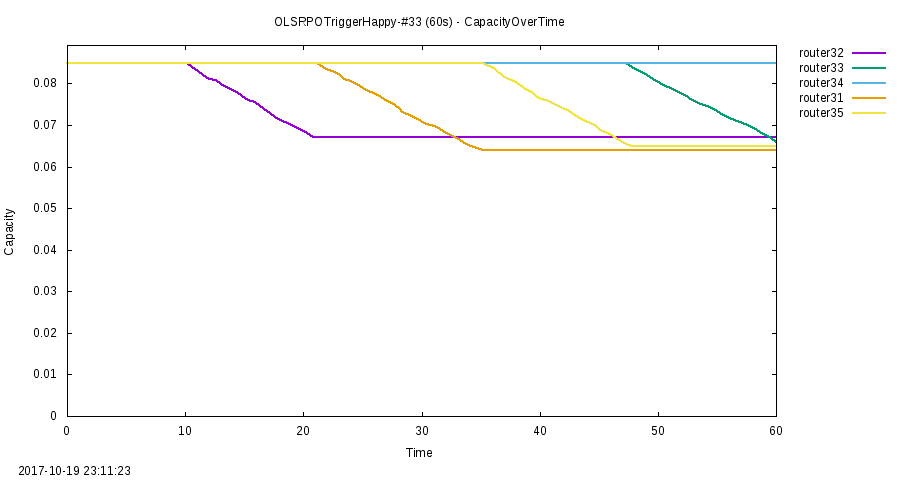 OLSRPOTriggerHappy-#33 (60s) - CapacityOverTime
router32
router33
router34
router31
router35
0.08
0.07
0.06
0.05
0.04
0.03
0.02
0.01
0
Capacity
0 10 20 30 40 50 60
Time
2017-10-19 23:11:23